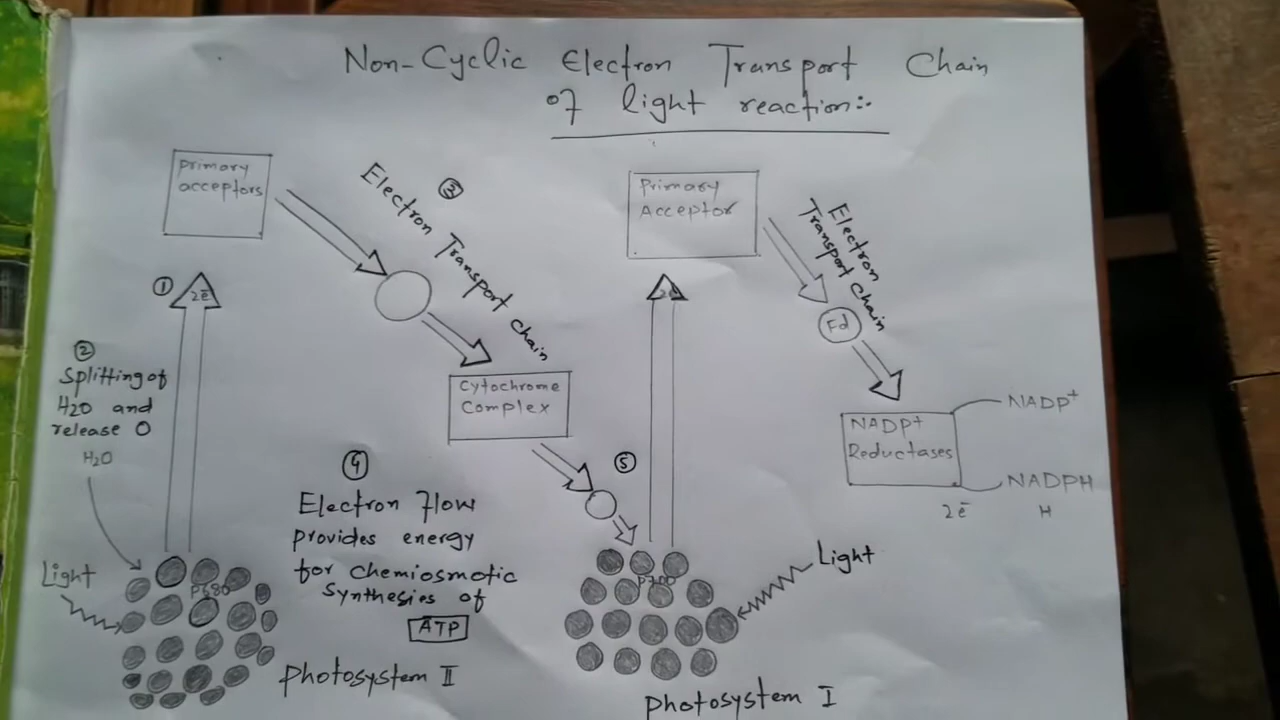 Non-Cyclic Electron Transport Chain
of light reaction:-
Primary
acceptors
③
Electron Transport chain
Primary
Acceptor
Electron
Transport chain
①
2e̅
Fd
②
Splitting of
H2O and
release O
H2O
Cytochrome
Complex
NADP+
Reductases
NADP+
NADPH
2e̅ H
④
Electron flow
provides energy
for chemiosmotic
Synthesies of
ATP
⑤
Light
P680
Photosystem II
P700
Light
Photosystem I